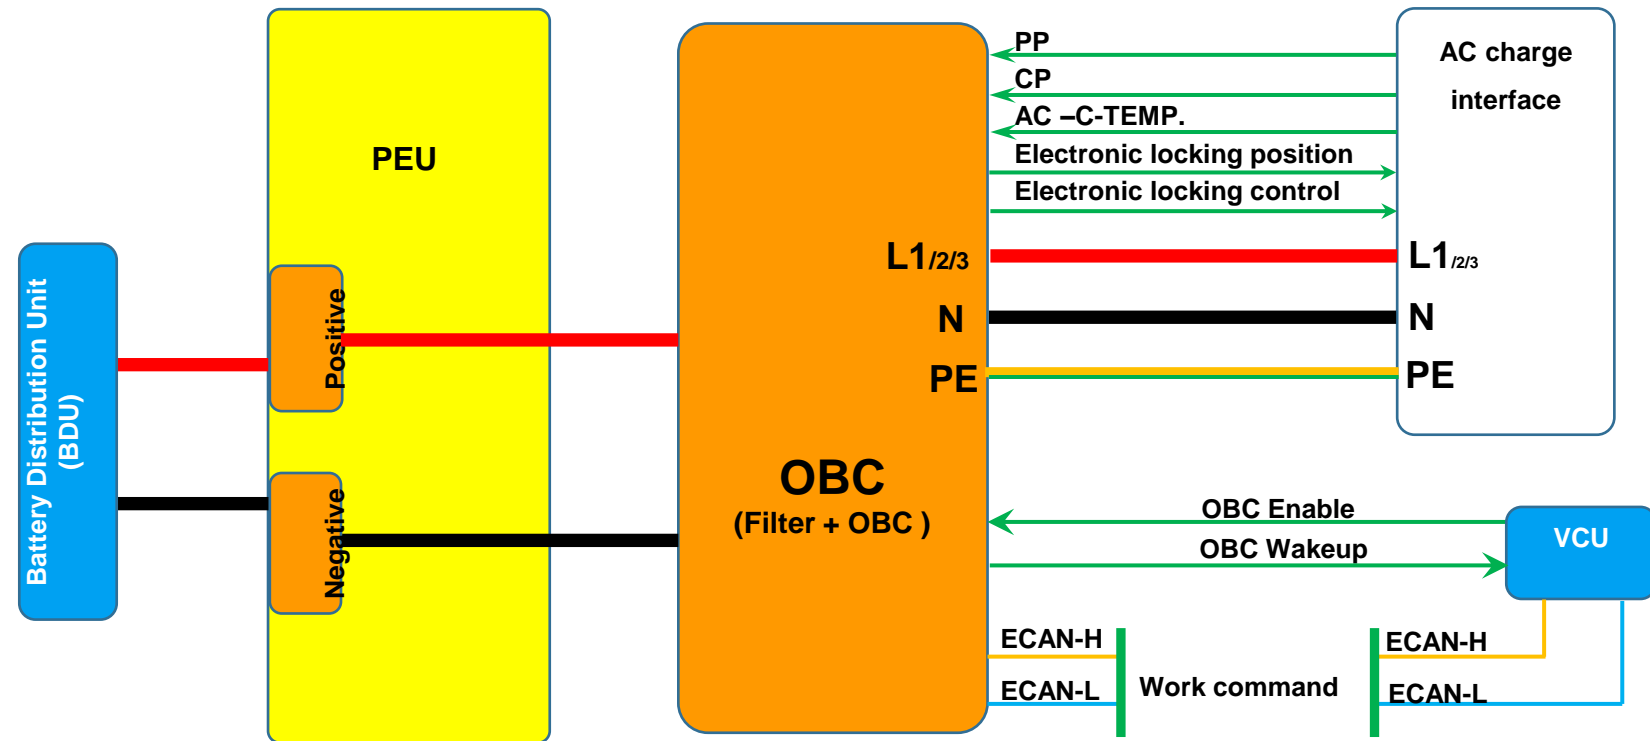 Battery Distribution Unit
(BDU)
PEU
Positive
Negative
OBC
(Filter + OBC )
L1/2/3
N
PE
PP
CP
AC –C-TEMP.
Electronic locking position
Electronic locking control
AC charge
interface
L1/2/3
N
PE
OBC Enable
OBC Wakeup
VCU
ECAN-H
ECAN-L
Work command
ECAN-H
ECAN-L